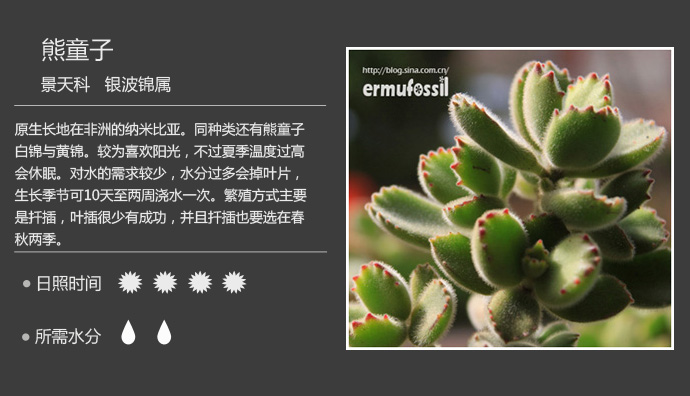 熊童子
景天科 银波锦属
原生长地在非洲的纳米比亚。同种类还有熊童子
白锦与黄锦。较为喜欢阳光，不过夏季温度过高
会休眠。对水的需求较少，水分过多会掉叶片，
生长季节可10天至两周浇水一次。繁殖方式主要
是扦插，叶插很少有成功，并且扦插也要选在春
秋两季。
日照时间
所需水分
http://blog.sina.com.cn/
ermufossil